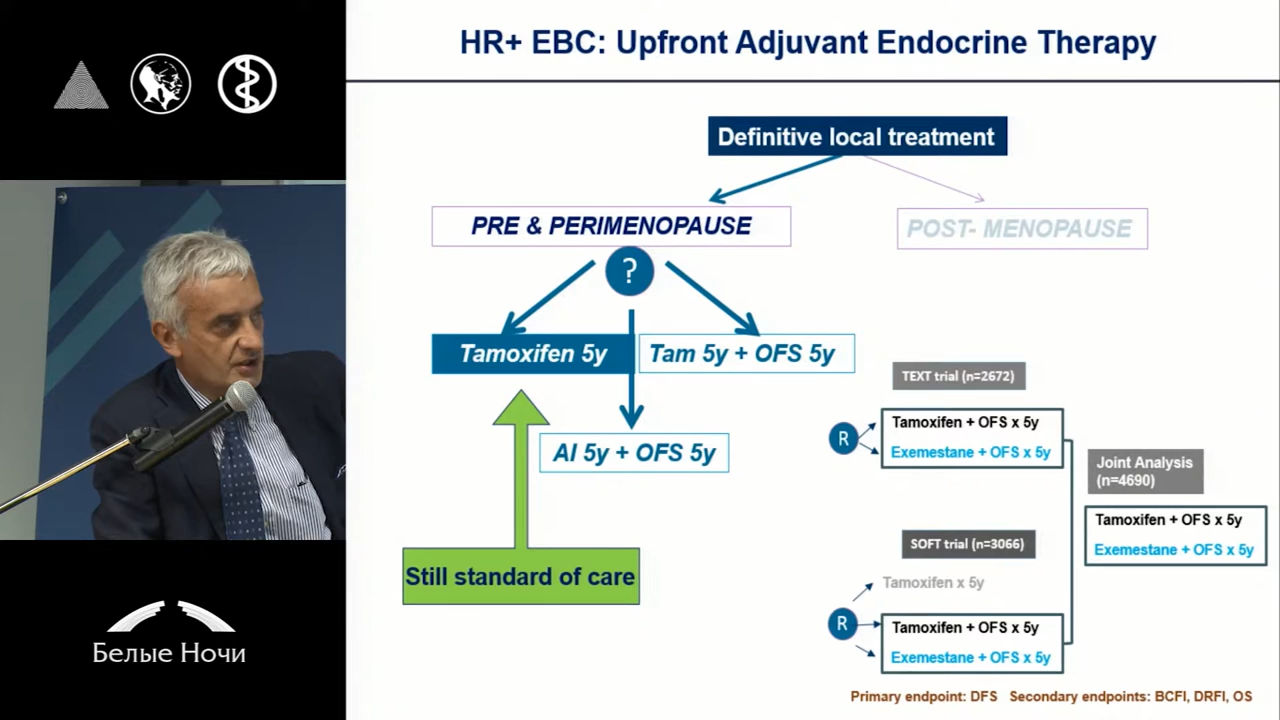 HR+ EBC: Upfront Adjuvant Endocrine Therapy
Definitive local treatment
PRE & PERIMENOPAUSE
POST- MENOPAUSE
?
Tamoxifen 5y
Tam 5y + OFS 5y
AI 5y + OFS 5y
Still standard of care
TEXT trial (n=2672)
R
Tamoxifen + OFS x 5y
Exemestane + OFS x 5y
Joint Analysis
(n=4690)
Tamoxifen + OFS x 5y
Exemestane + OFS x 5y
SOFT trial (n=3066)
Tamoxifen x 5y
R
Tamoxifen + OFS x 5y
Exemestane + OFS x 5y
Primary endpoint: DFS Secondary endpoints: BCFI, DRFI, OS
Белые Ночи